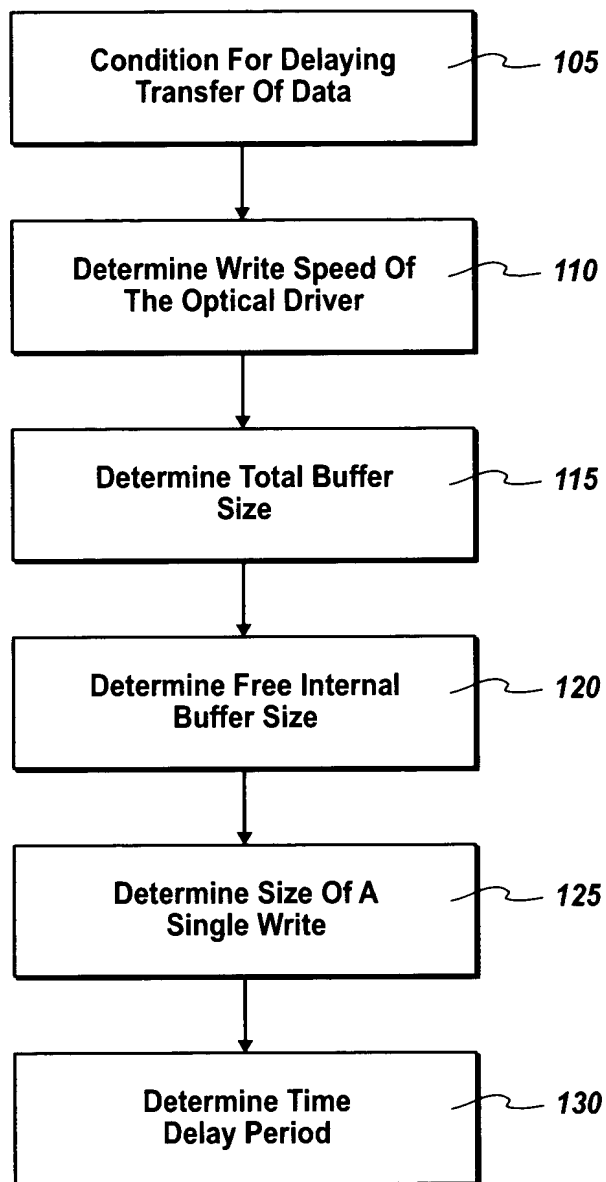 Condition For Delaying
Transfer Of Data
105
Determine Write Speed Of
The Optical Driver
110
Determine Total Buffer
Size
115
Determine Free Internal
Buffer Size
120
Determine Size Of A
Single Write
125
Determine Time
Delay Period
130